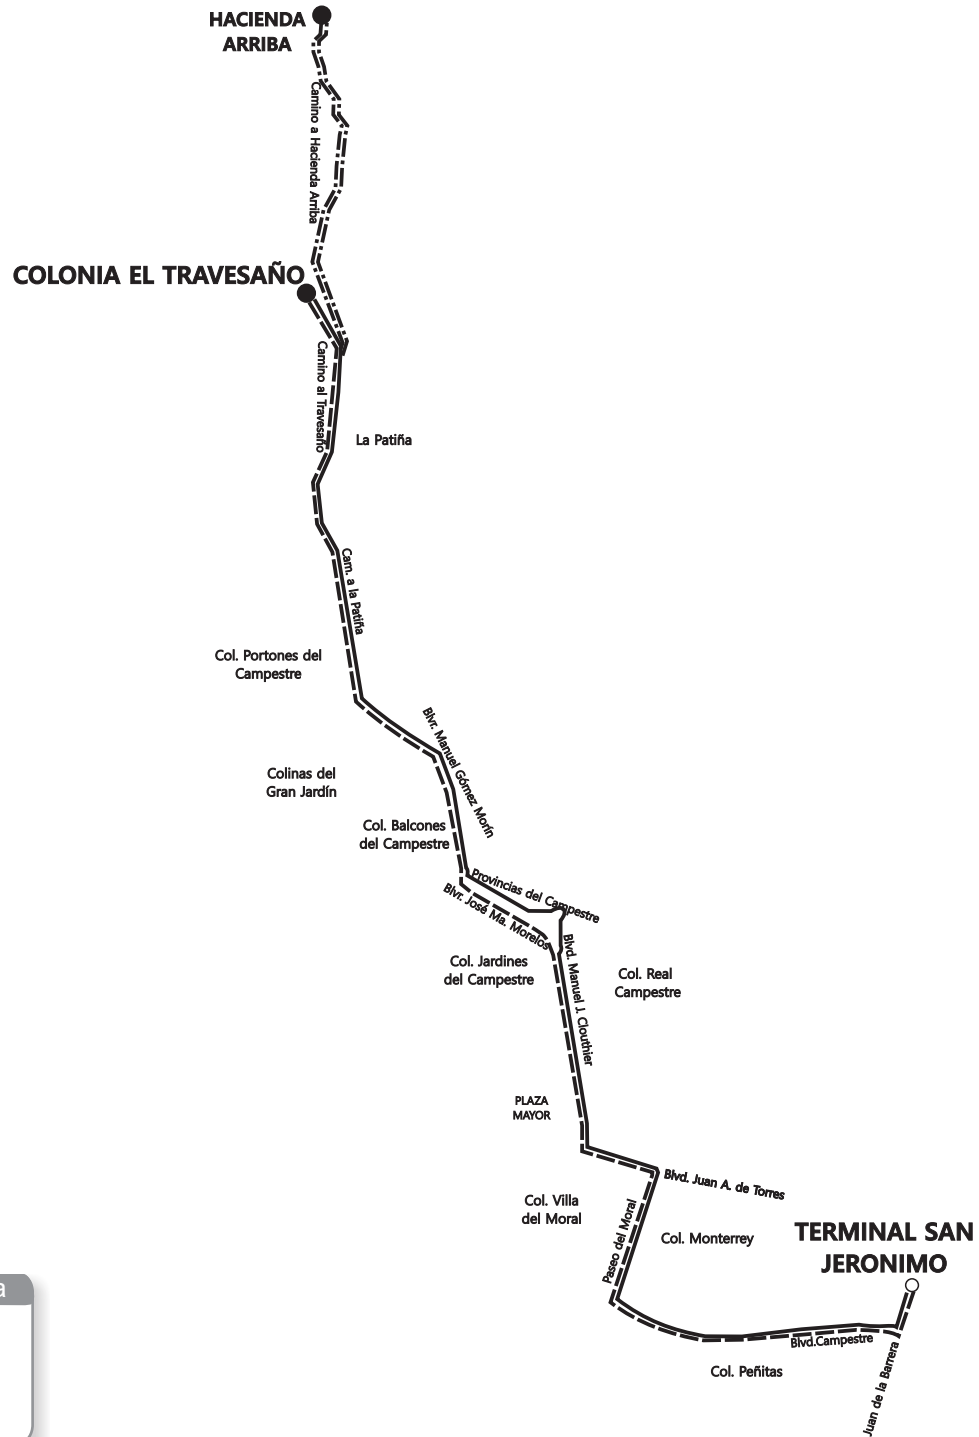 HACIENDA
ARRIBA
Camino a Hacienda Arriba
COLONIA EL TRAVESAÑO
Camino al Travesaño
La Patiña
Cam. a la Patiña
Col. Portones del
Campestre
Blvr. Manuel Gómez Morín
Colinas del
Gran Jardín
Col. Balcones
del Campestre
Provincias del Campestre
Blvr. José Ma. Morelos
Blvd. Manuel J. Clouthier
Col. Jardines
del Campestre
Col. Real
Campestre
PLAZA
MAYOR
Blvd. Juan A. de Torres
Col. Villa
del Moral
Paseo del Moral
Col. Monterrey
TERMINAL SAN
JERONIMO
Blvd.Campestre
Col. Peñitas
Juan de la Barrera
a